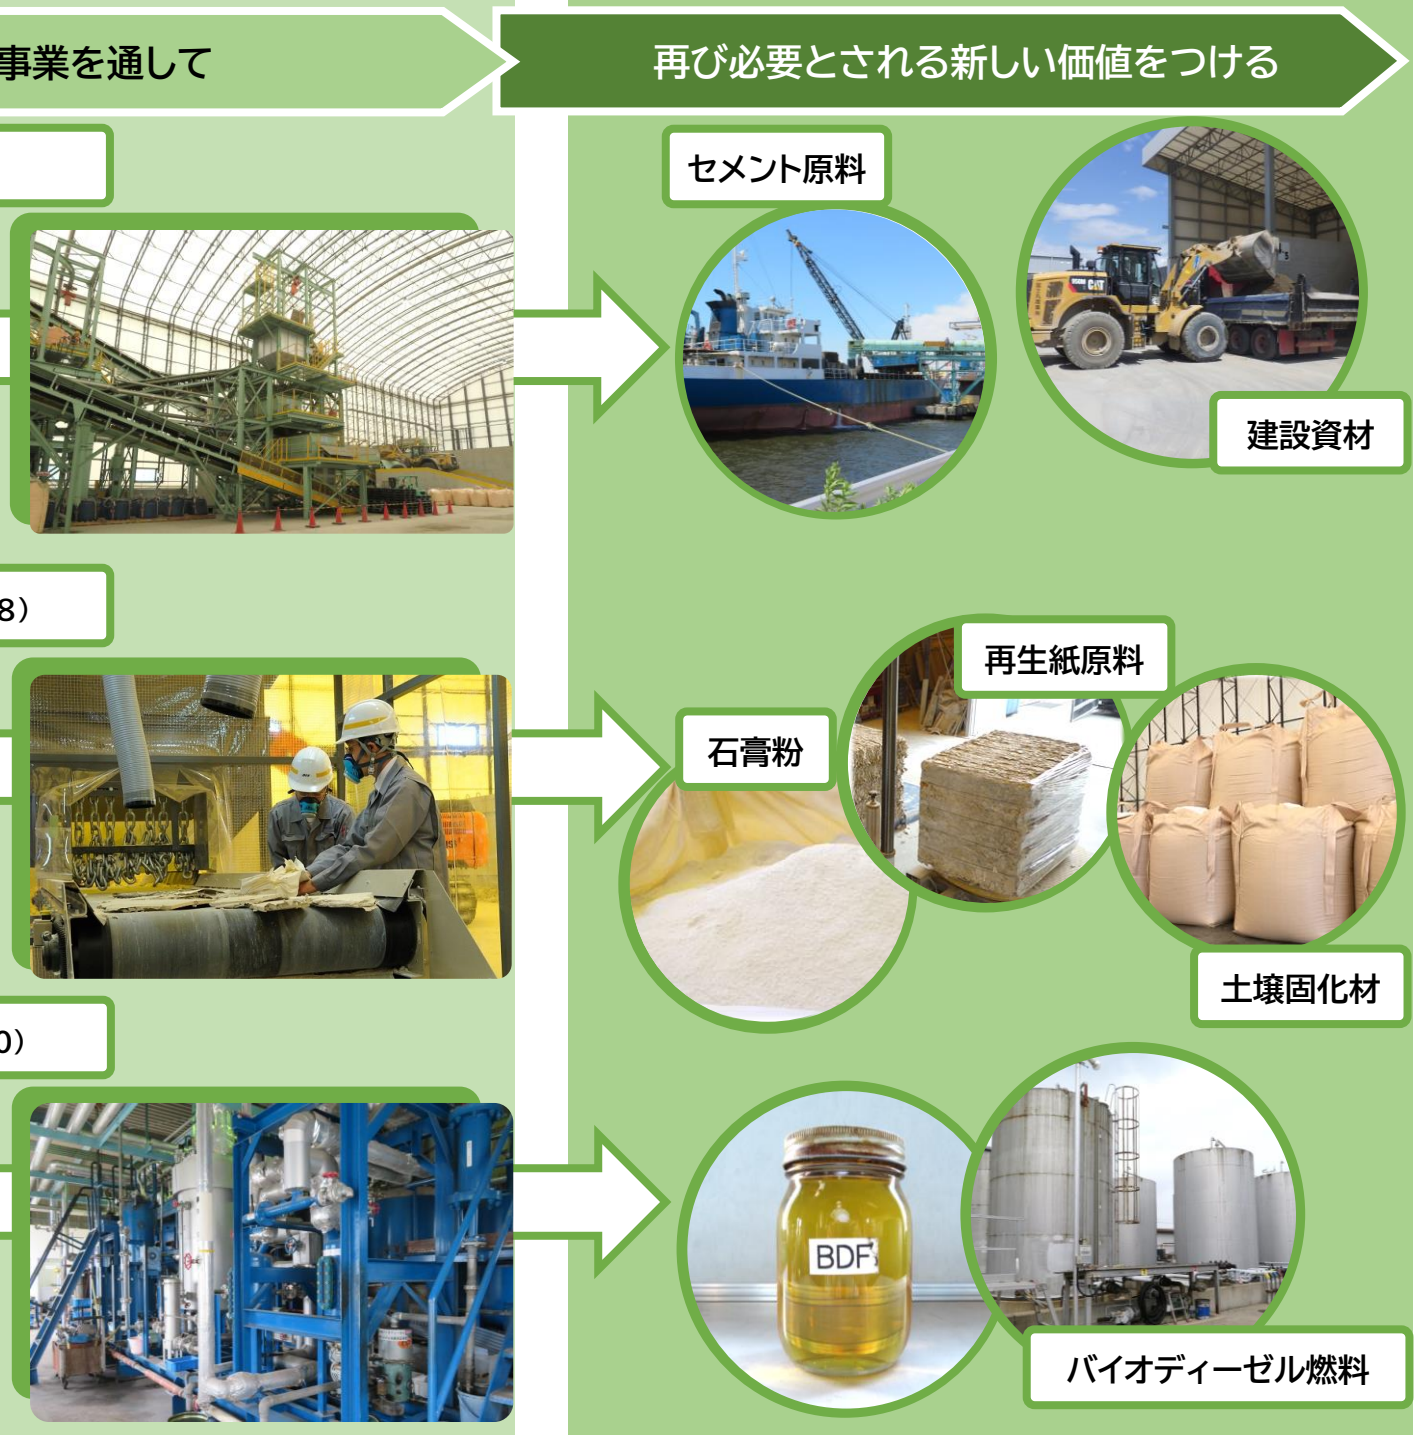 事業を通して
再び必要とされる新しい価値をつける
セメント原料
建設資材
8）
再生紙原料
石膏粉
土壌固化材
0）
BDF
バイオディーゼル燃料
CAT